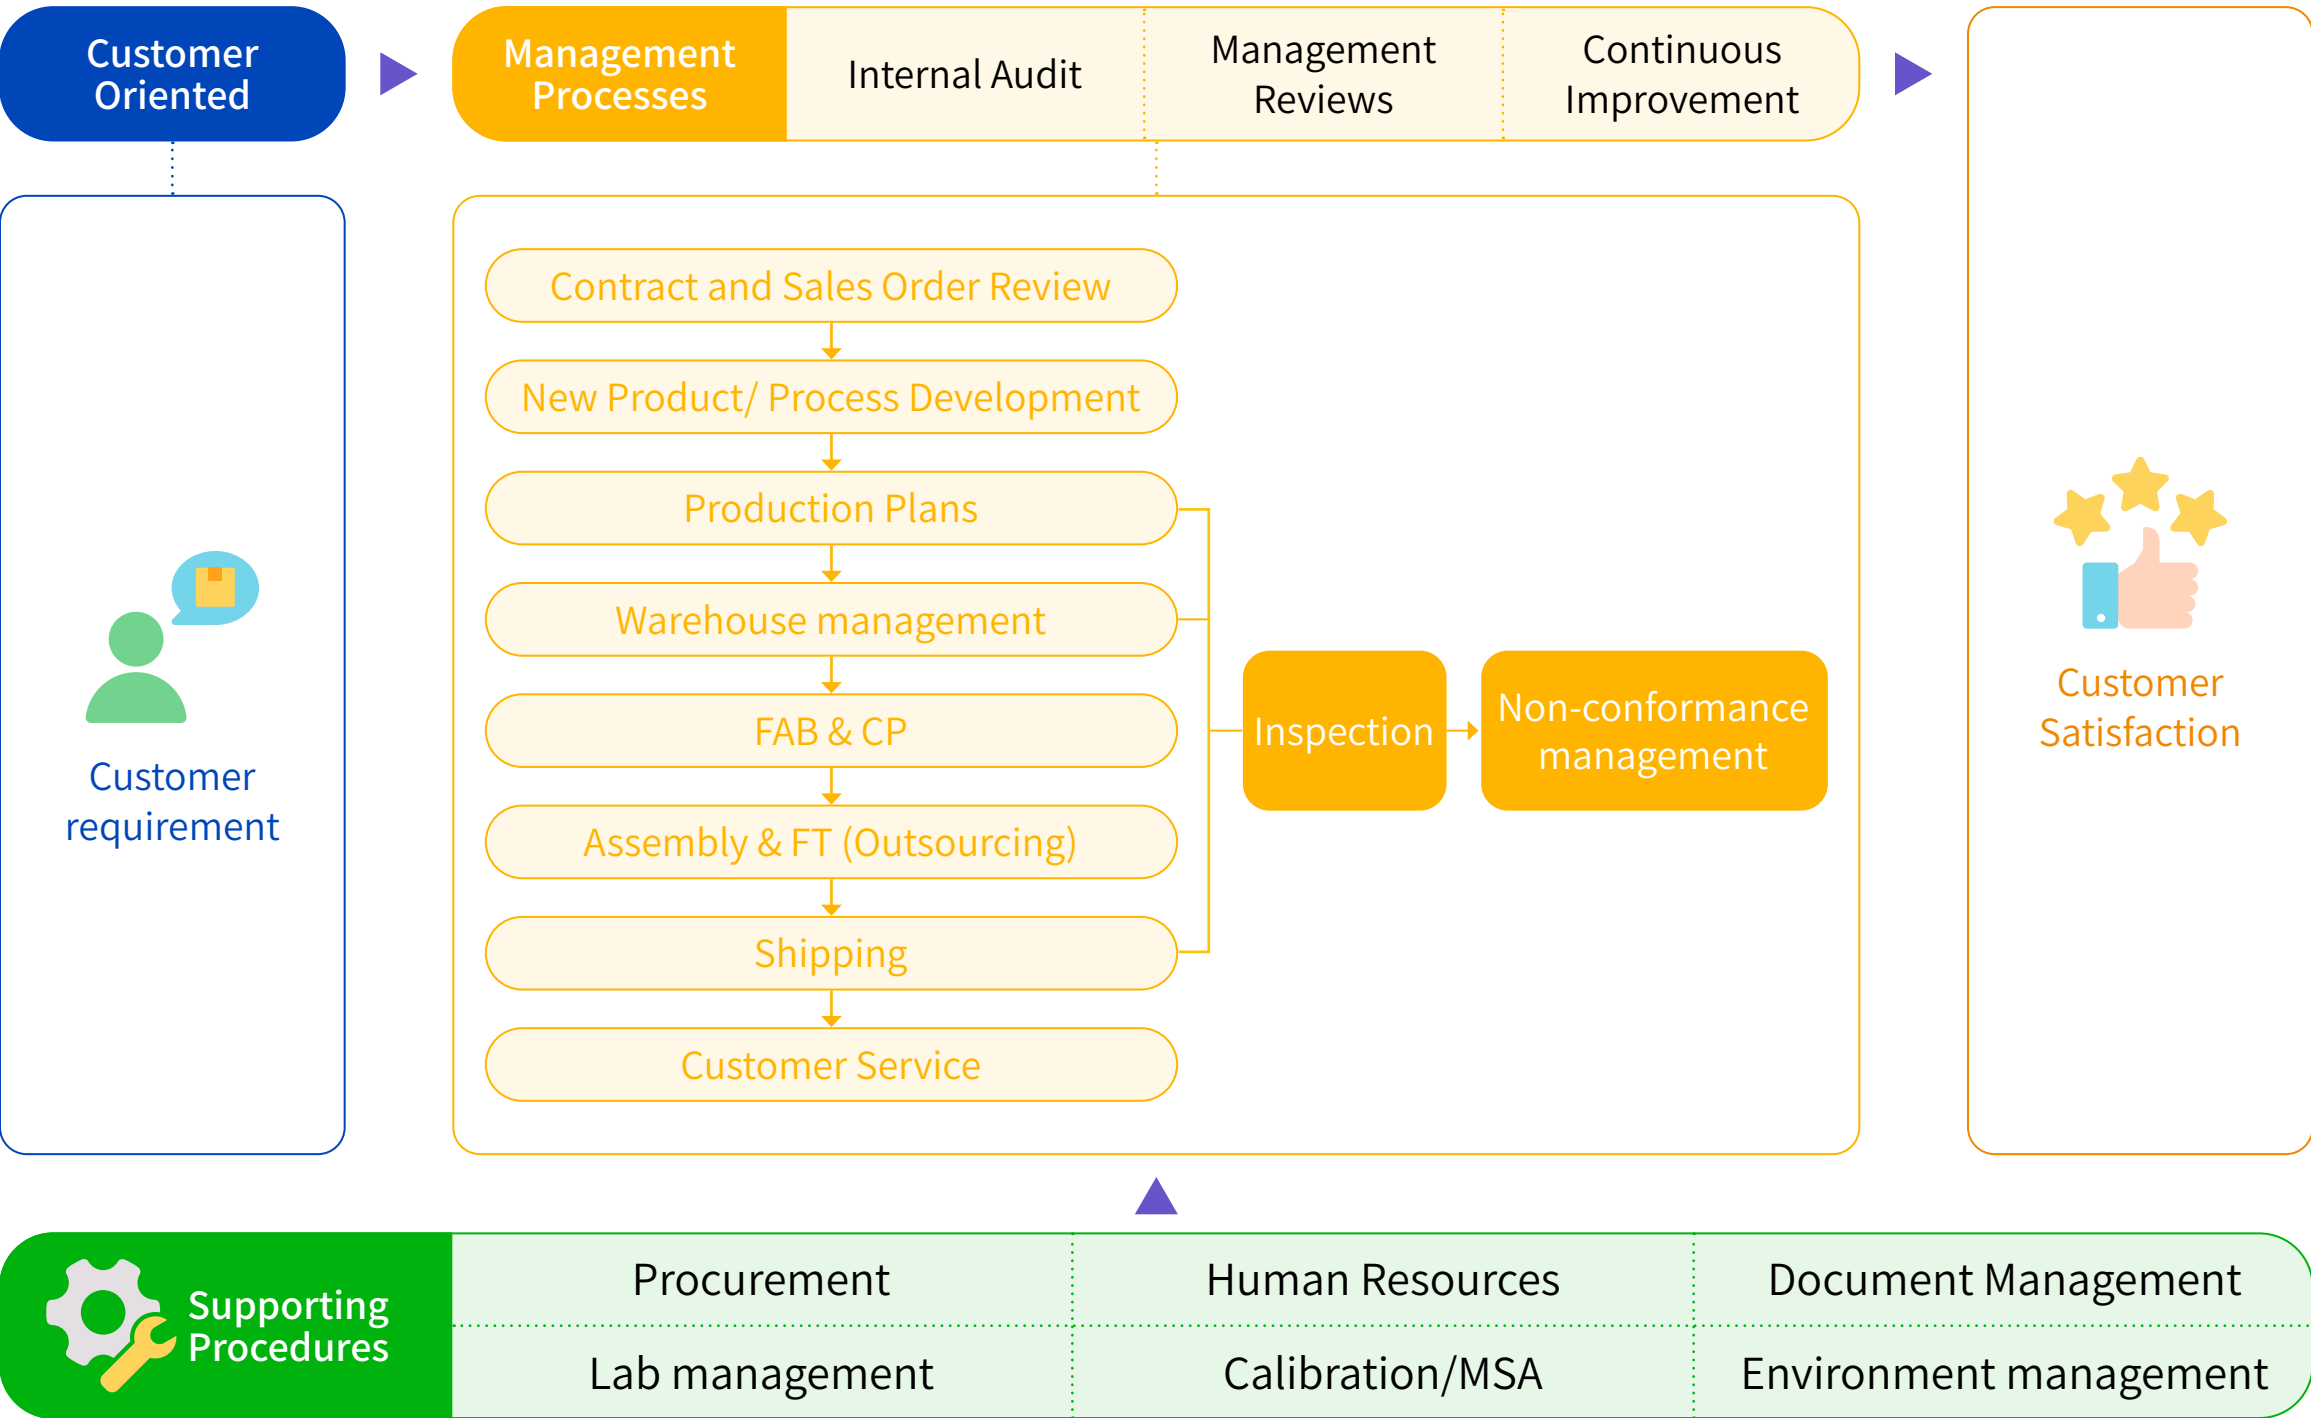 Customer
Oriented
Management
Processes
Internal Audit
Management
Reviews
Continuous
Improvement
Customer
requirement
Contract and Sales Order Review
New Product/ Process Development
Production Plans
Warehouse management
FAB & CP
Assembly & FT (Outsourcing)
Shipping
Customer Service
Inspection
Non-conformance
management
Customer
Satisfaction
Supporting
Procedures
Procurement
Human Resources
Document Management
Lab management
Calibration/MSA
Environment management